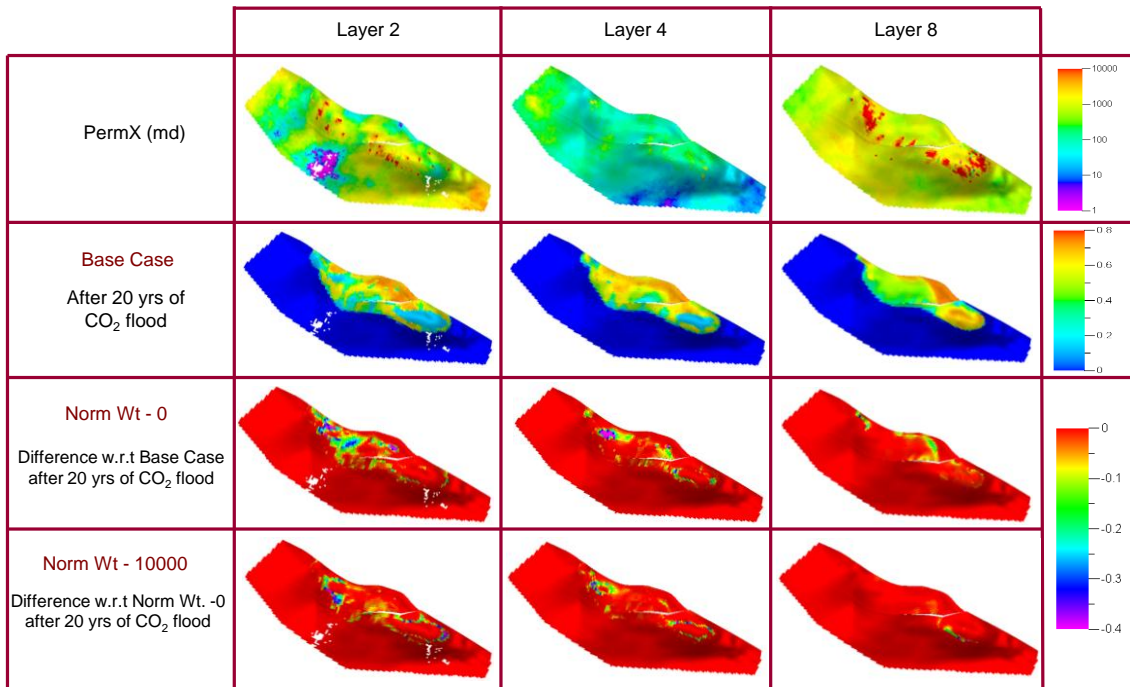 Layer 2
Layer 4
Layer 8
PermX (md)
10000
1000
100
10
1
Base Case
After 20 yrs of
CO2 flood
0.8
0.6
0.4
0.2
0
Norm Wt - 0
Difference w.r.t Base Case
after 20 yrs of CO2 flood
0
-0.1
-0.2
-0.3
-0.4
Norm Wt - 10000
Difference w.r.t Norm Wt. -0
after 20 yrs of CO2 flood